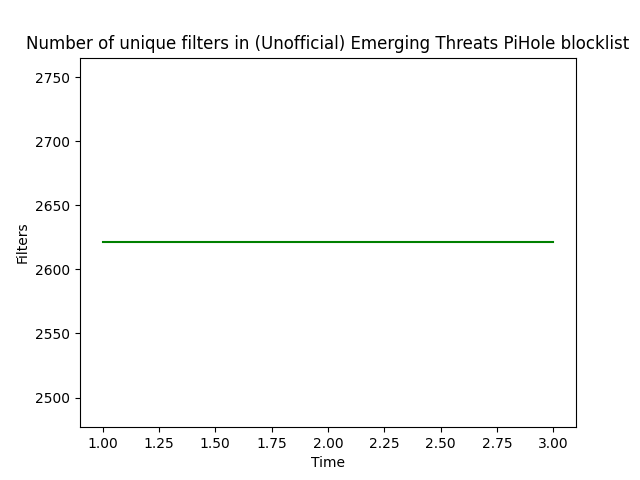 Number of unique filters in (Unofficial) Emerging Threats PiHole blocklist
2750
2700
2650
2600
2550
2500
Filters
1.00 1.25 1.50 1.75 2.00 2.25 2.50 2.75 3.00
Time